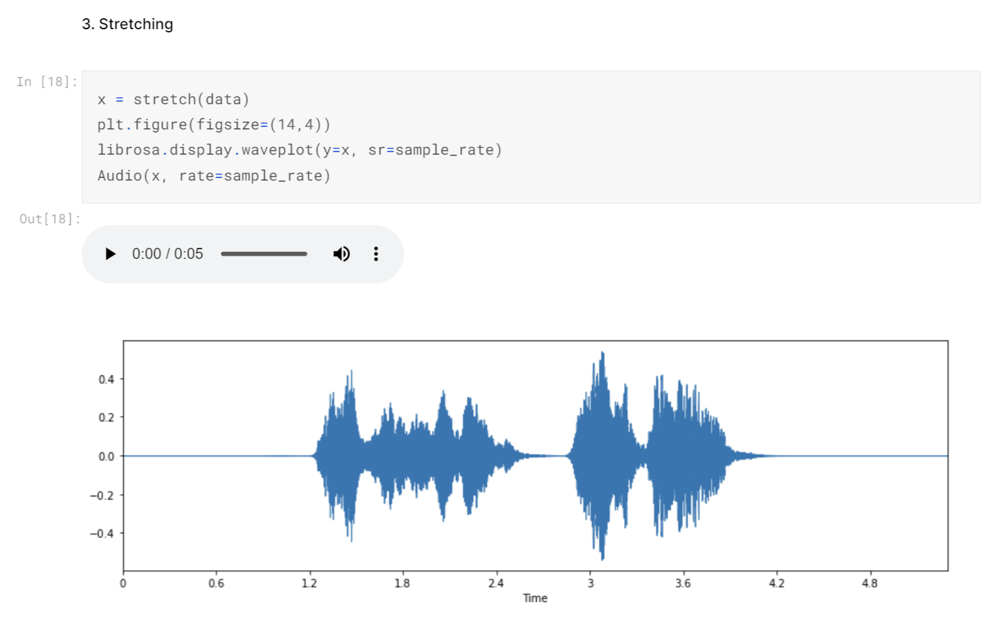 3. Stretching
In [18]:
x = stretch(data)
plt.figure(figsize=(14,4))
librosa.display.waveplot(y=x, sr=sample_rate)
Audio(x, rate=sample_rate)
Out[18]:
0:00 / 0:05
0.4
0.2
0.0
−0.2
−0.4
0 0.6 1.2 1.8 2.4 3 3.6 4.2 4.8
Time